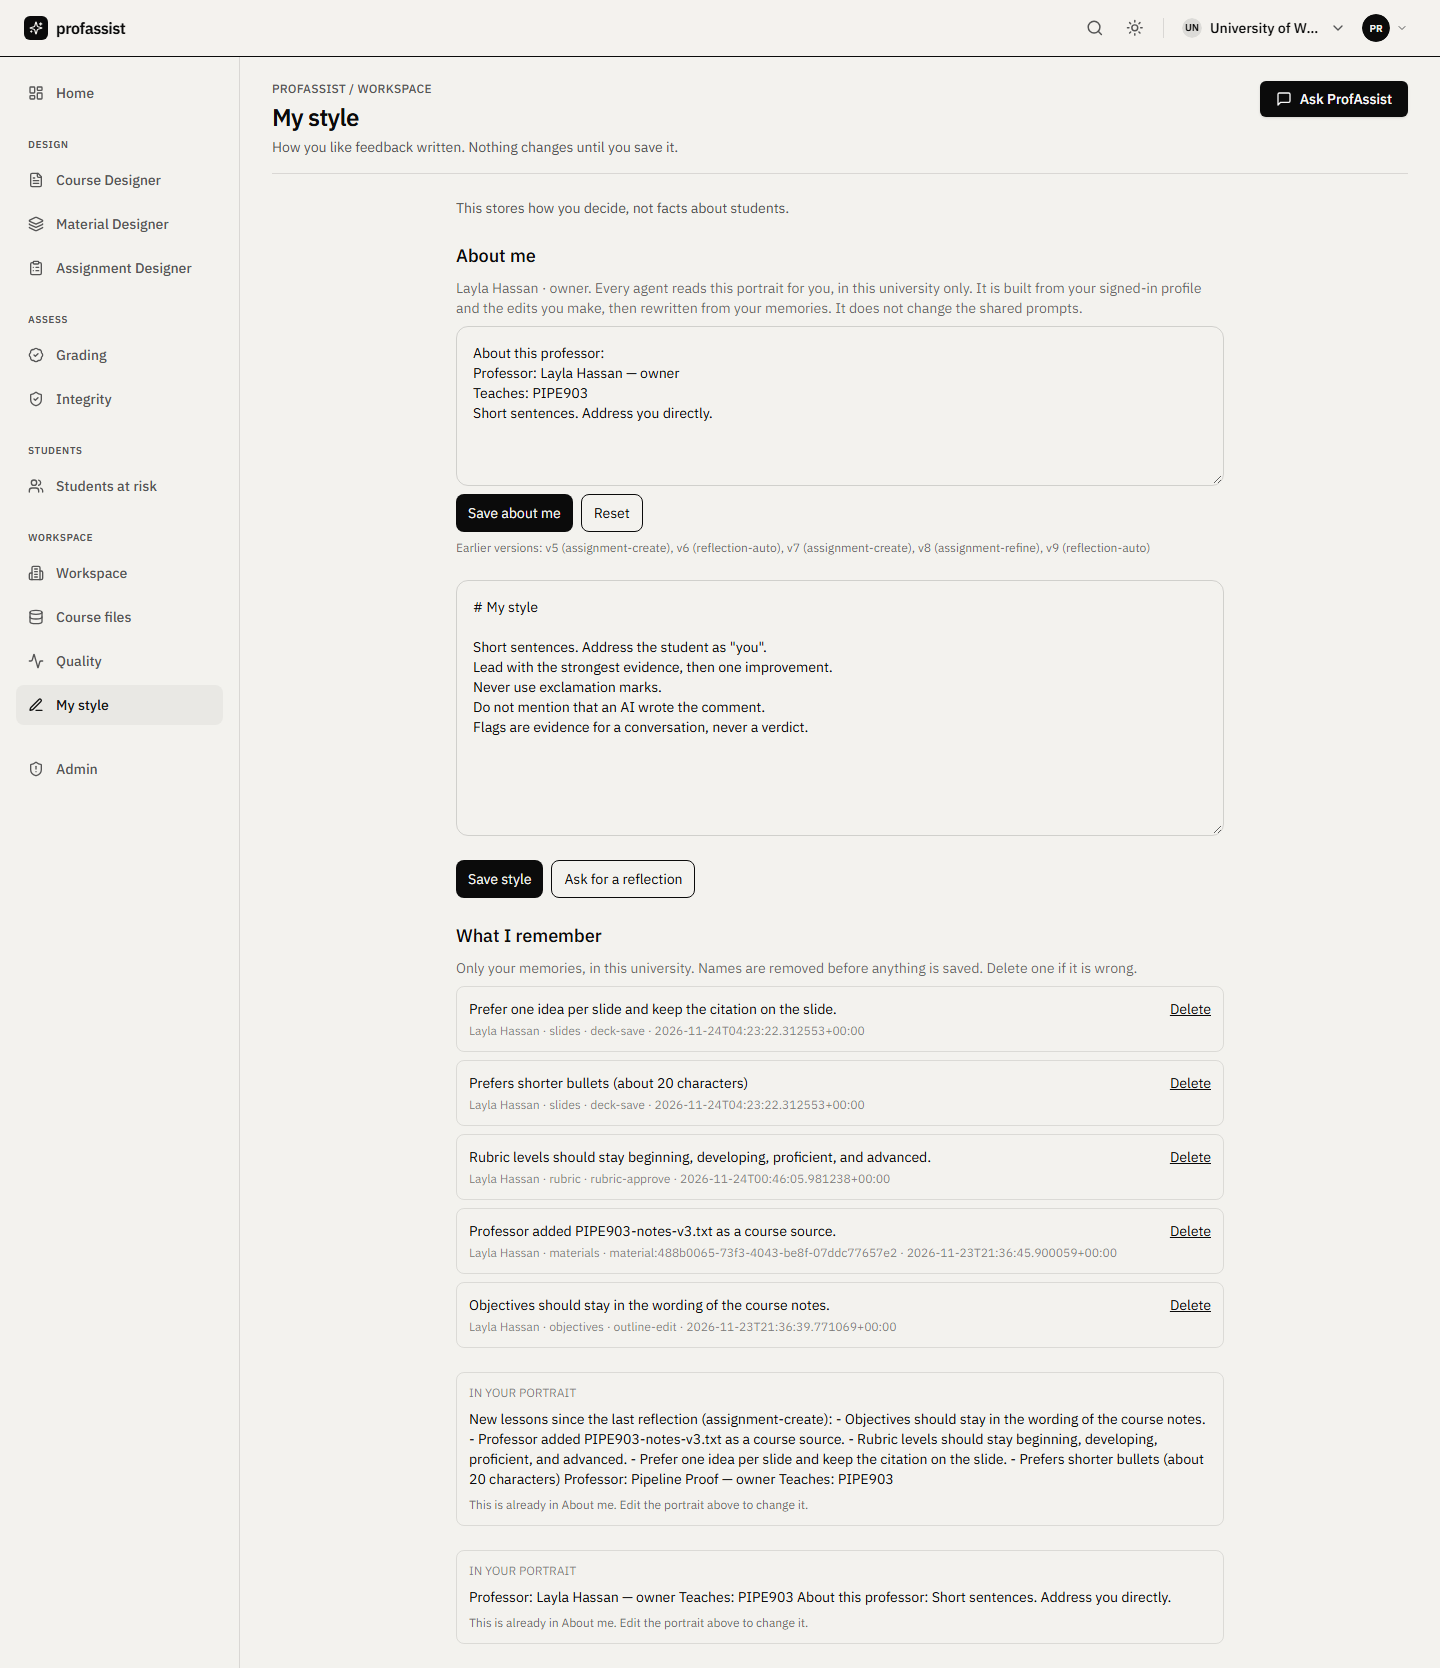 profassist
UN University of W...
PR
Home
DESIGN
Course Designer
Material Designer
Assignment Designer
ASSESS
Grading
Integrity
STUDENTS
Students at risk
WORKSPACE
Workspace
Course files
Quality
My style
Admin
PROFASSIST / WORKSPACE
My style
How you like feedback written. Nothing changes until you save it.
Ask ProfAssist
This stores how you decide, not facts about students.
About me
Layla Hassan · owner. Every agent reads this portrait for you, in this university only. It is built from your signed-in profile
and the edits you make, then rewritten from your memories. It does not change the shared prompts.
About this professor:
Professor: Layla Hassan — owner
Teaches: PIPE903
Short sentences. Address you directly.
Save about me
Reset
Earlier versions: v5 (assignment-create), v6 (reflection-auto), v7 (assignment-create), v8 (assignment-refine), v9 (reflection-auto)
# My style
Short sentences. Address the student as "you".
Lead with the strongest evidence, then one improvement.
Never use exclamation marks.
Do not mention that an AI wrote the comment.
Flags are evidence for a conversation, never a verdict.
Save style
Ask for a reflection
What I remember
Only your memories, in this university. Names are removed before anything is saved. Delete one if it is wrong.
Prefer one idea per slide and keep the citation on the slide.
Delete
Layla Hassan · slides · deck-save · 2026-11-24T04:23:22.312553+00:00
Prefers shorter bullets (about 20 characters)
Delete
Layla Hassan · slides · deck-save · 2026-11-24T04:23:22.312553+00:00
Rubric levels should stay beginning, developing, proficient, and advanced.
Delete
Layla Hassan · rubric · rubric-approve · 2026-11-24T00:46:05.981238+00:00
Professor added PIPE903-notes-v3.txt as a course source.
Delete
Layla Hassan · materials · material:488b0065-73f3-4043-be8f-07ddc77657e2 · 2026-11-23T21:36:45.900059+00:00
Objectives should stay in the wording of the course notes.
Delete
Layla Hassan · objectives · outline-edit · 2026-11-23T21:36:39.771069+00:00
IN YOUR PORTRAIT
New lessons since the last reflection (assignment-create): - Objectives should stay in the wording of the course notes.
- Professor added PIPE903-notes-v3.txt as a course source. - Rubric levels should stay beginning, developing,
proficient, and advanced. - Prefer one idea per slide and keep the citation on the slide. - Prefers shorter bullets (about
20 characters) Professor: Pipeline Proof — owner Teaches: PIPE903
This is already in About me. Edit the portrait above to change it.
IN YOUR PORTRAIT
Professor: Layla Hassan — owner Teaches: PIPE903 About this professor: Short sentences. Address you directly.
This is already in About me. Edit the portrait above to change it.